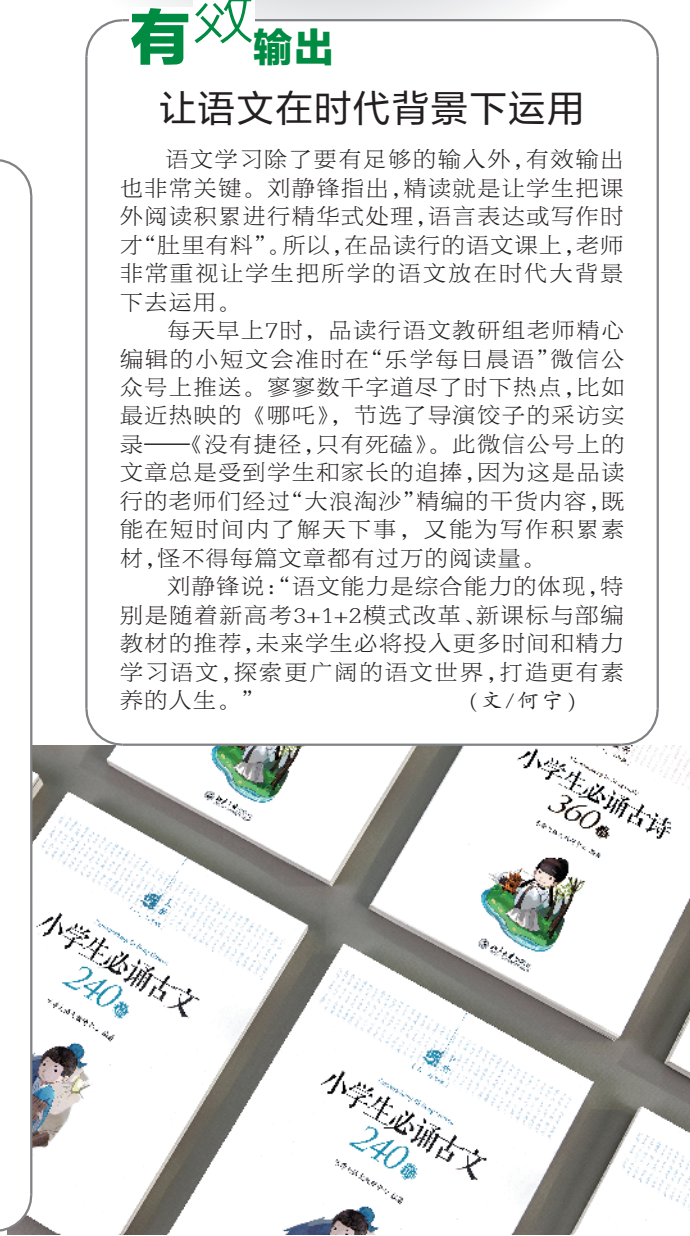 有效输出
让语文在时代背景下运用
语文学习除了要有足够的输入外,有效输出
也非常关键。刘静锋指出,精读就是让学生把课
外阅读积累进行精华式处理,语言表达或写作时
才“肚里有料”。所以,在品读行的语文课上,老师
非常重视让学生把所学的语文放在时代大背景
下去运用。
每天早上7时，品读行语文教研组老师精心
编辑的小短文会准时在“乐学每日晨语”微信公
众号上推送。寥寥数千字道尽了时下热点,比如
最近热映的《哪吒》，节选了导演饺子的采访实
录——《没有捷径,只有死磕》。此微信公号上的
文章总是受到学生和家长的追捧,因为这是品读
行的老师们经过“大浪淘沙”精编的干货内容,既
能在短时间内了解天下事，又能为写作积累素
材,怪不得每篇文章都有过万的阅读量。
刘静锋说:“语文能力是综合能力的体现,特
别是随着新高考3+1+2模式改革、新课标与部编
教材的推荐,未来学生必将投入更多时间和精力
学习语文,探索更广阔的语文世界,打造更有素
养的人生。”
(文/何宁)
小学生必诵古诗
360
小学生必诵古文
240
小学生必诵古文
240